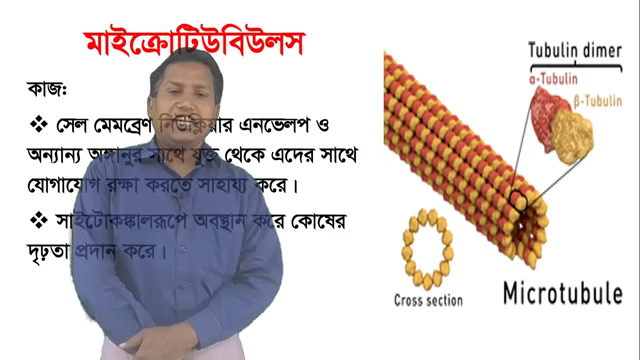 মাইক্রোটিউবিউলস
কাজ:
❖ সেল মেমব্রেণ নিউক্লিয়ার এনভেলপ ও
অন্যান্য অঙ্গানুর সাথে যুক্ত থেকে এদের সাথে
যোগাযোগ রক্ষা করতে সাহায্য করে।
❖ সাইটোকঙ্কালরূপে অবস্থান করে কোষের
দৃঢ়তা প্রদান করে।
Tubulin dimer
α-Tubulin
β-Tubulin
Cross section
Microtubule